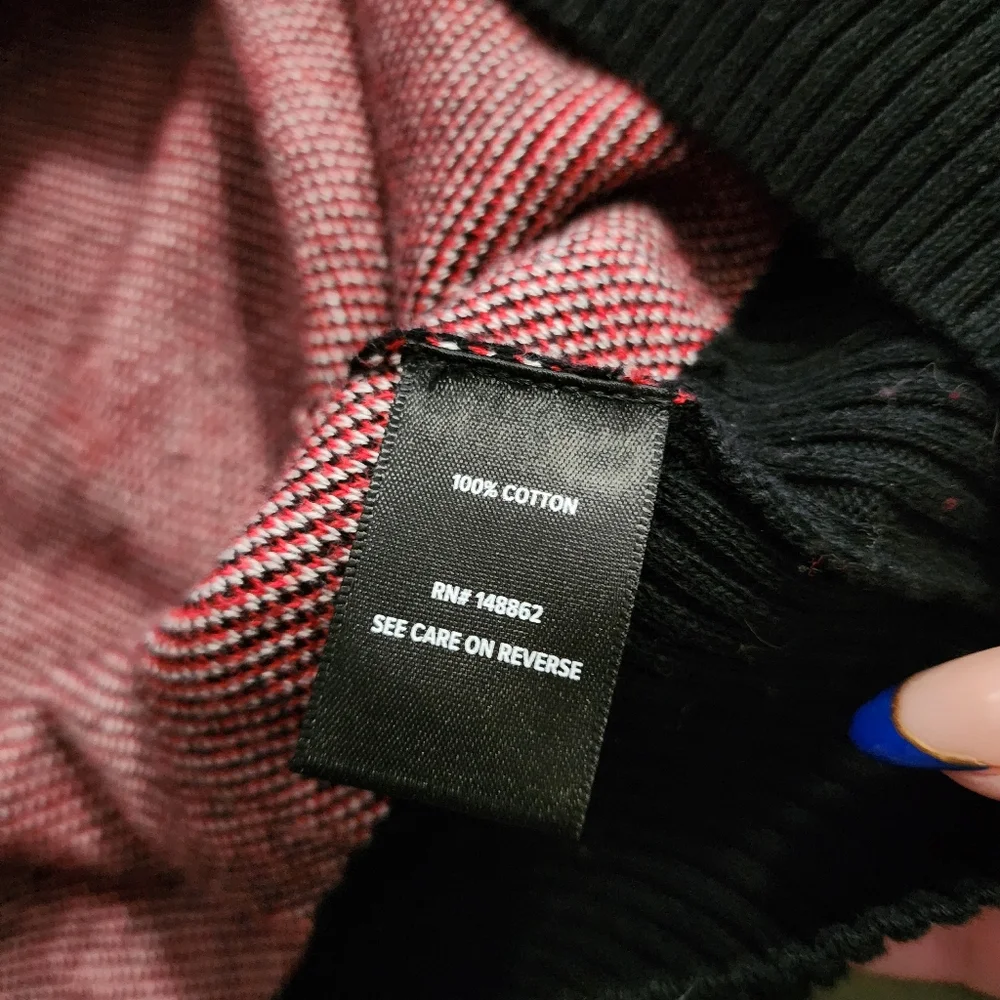 100% COTTON
RN# 148862
SEE CARE ON REVERSE